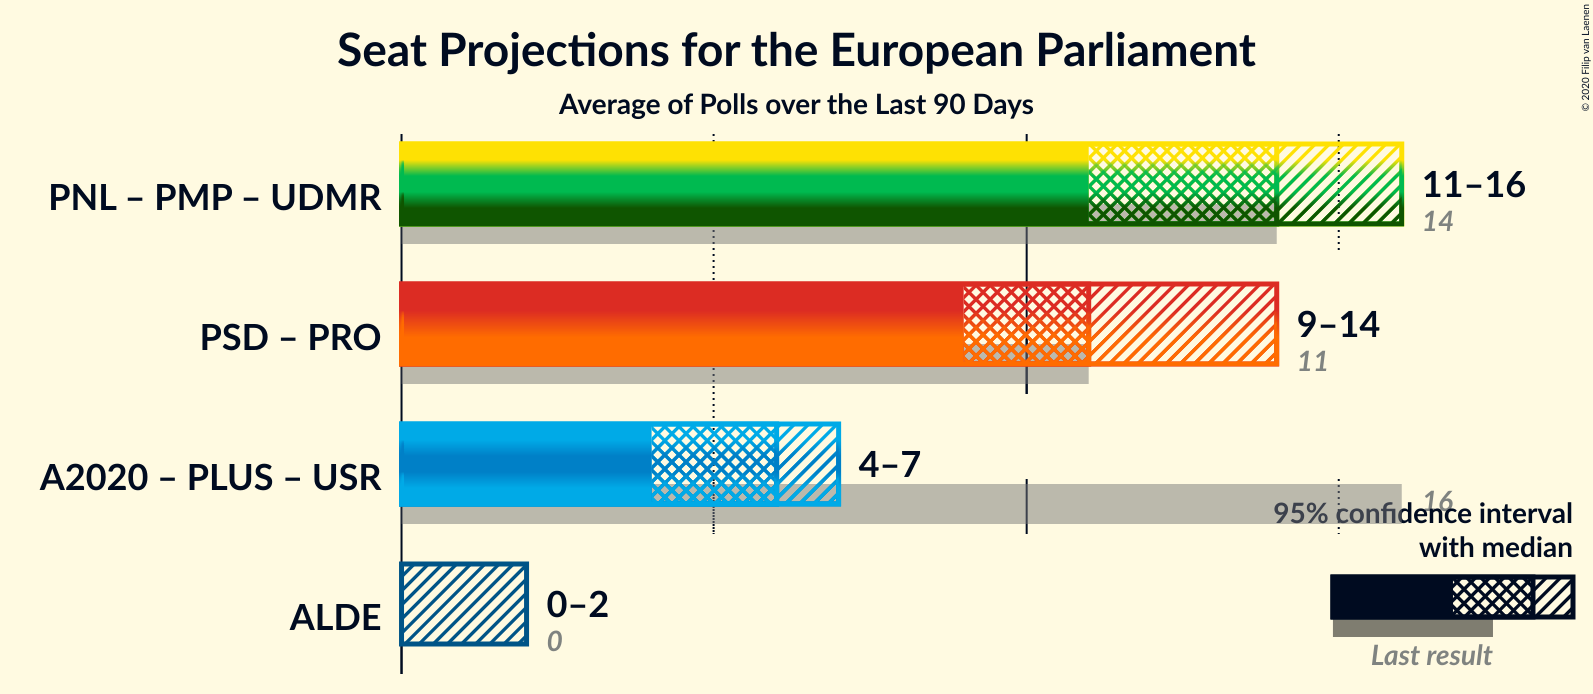 Seat Projections for the European Parliament
Average of Polls over the Last 90 Days
© 2020 Filip van Laenen
PNL – PMP – UDMR
11–16
14
PSD – PRO
9–14
11
A2020 – PLUS – USR
4–7
16
ALDE
0–2
0
95% confidence interval
with median
Last result